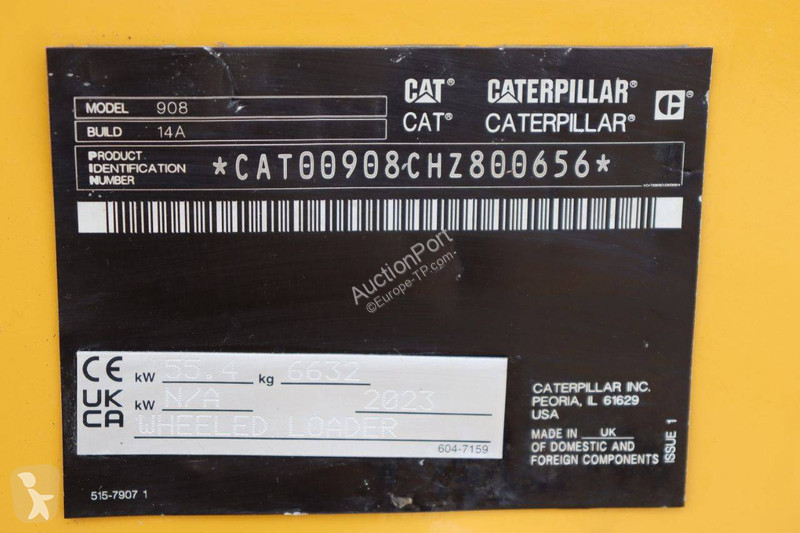 CAT® CATERPILLAR®
CAT® CATERPILLAR®
MODEL 908
BUILD 14A
PRODUCT IDENTIFICATION NUMBER *CAT00908CHZ800656*
AuctionPort
©Europe-TP.com
CE kW 55.4 kg 6632
UKCA kW N/A 2023
WHEELED LOADER
604-7159
515-7907 1
CATERPILLAR INC.
PEORIA, IL 61629
USA
MADE IN UK
OF DOMESTIC AND
FOREIGN COMPONENTS
ISSUE 1